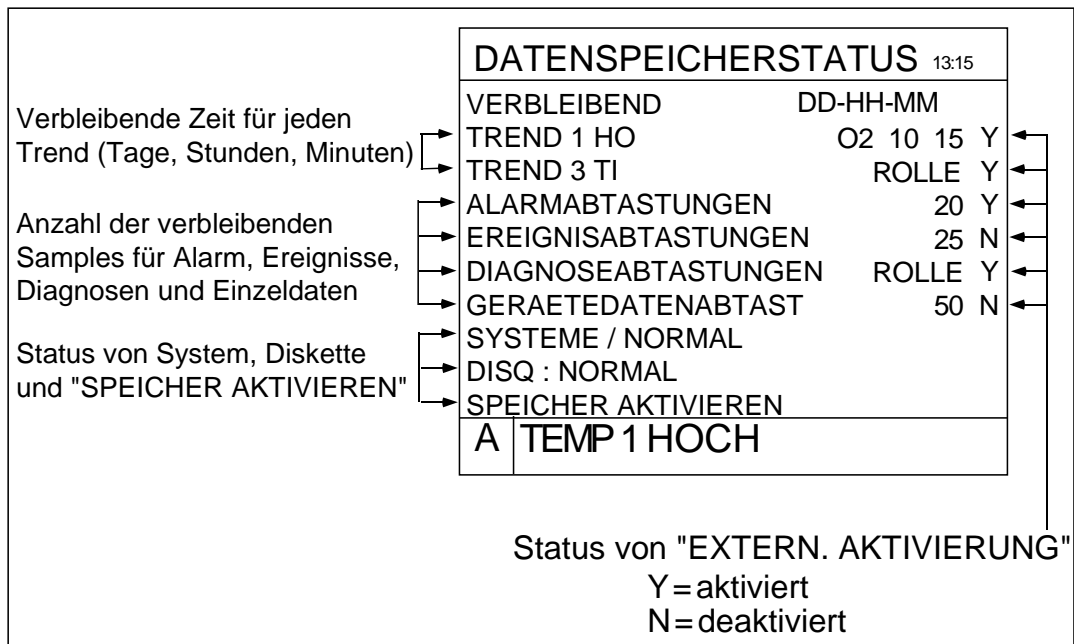 DATENSPEICHERSTATUS 13:15
VERBLEIBEND DD-HH-MM
TREND 1 HO O2 10 15 Y
TREND 3 TI ROLLE Y
ALARMABTASTUNGEN 20 Y
EREIGNISABTASTUNGEN 25 N
DIAGNOSEABTASTUNGEN ROLLE Y
GERAETEDATENABTAST 50 N
SYSTEME / NORMAL
DISQ : NORMAL
SPEICHER AKTIVIEREN
A TEMP 1 HOCH
Verbleibende Zeit für jeden
Trend (Tage, Stunden, Minuten)
Anzahl der verbleibenden
Samples für Alarm, Ereignisse,
Diagnosen und Einzeldaten
Status von System, Diskette
und "SPEICHER AKTIVIEREN"
Status von "EXTERN. AKTIVIERUNG"
Y=aktiviert
N=deaktiviert